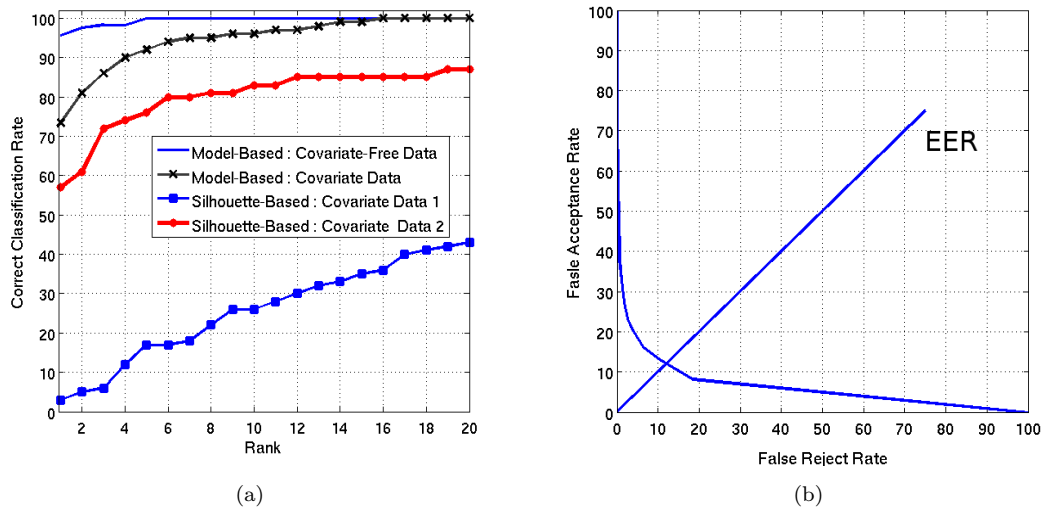 100
90
80
70
60
50
40
30
20
10
0
Correct Classification Rate
Model-Based : Covariate-Free Data
Model-Based : Covariate Data
Silhouette-Based : Covariate Data 1
Silhouette-Based : Covariate Data 2
2 4 6 8 10 12 14 16 18 20
Rank
(a)
100
90
80
70
60
50
40
30
20
10
0
Fasle Acceptance Rate
EER
0 10 20 30 40 50 60 70 80 90 100
False Reject Rate
(b)